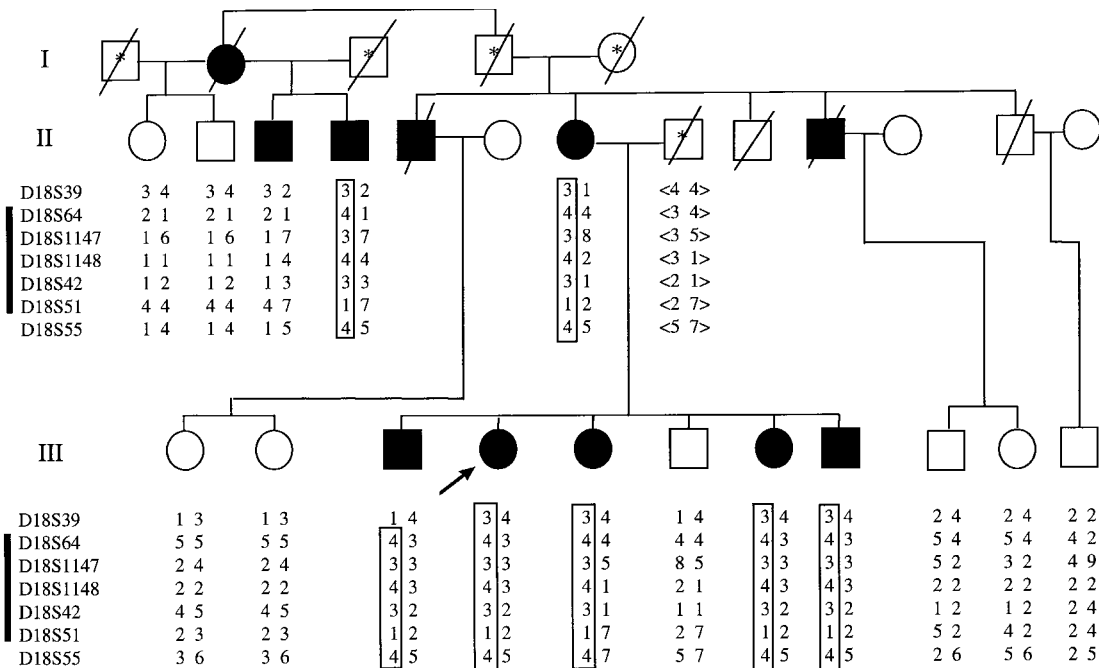 I
* * * *
II
*
D18S39 3 4 3 4 3 2 3 2 3 1 <4 4>
D18S64 2 1 2 1 2 1 4 1 4 4 <3 4>
D18S1147 1 6 1 6 1 7 3 7 3 8 <3 5>
D18S1148 1 1 1 1 1 4 4 4 4 2 <3 1>
D18S42 1 2 1 2 1 3 3 3 3 1 <2 1>
D18S51 4 4 4 4 4 7 1 7 1 2 <2 7>
D18S55 1 4 1 4 1 5 4 5 4 5 <5 7>
III
D18S39 1 3 1 3 1 4 3 4 3 4 1 4 3 4 3 4 2 4 2 4 2 2
D18S64 5 5 5 5 4 3 4 3 4 4 4 5 4 3 4 3 5 4 5 4 4 2
D18S1147 2 4 2 4 3 3 3 3 3 5 8 5 3 3 3 3 5 2 3 2 4 9
D18S1148 2 2 2 2 4 3 4 3 4 1 2 1 4 3 4 3 2 2 2 2 2 2
D18S42 4 5 4 5 3 2 3 2 3 1 1 1 3 2 3 2 1 2 1 2 2 4
D18S51 2 3 2 3 1 2 1 2 1 7 2 7 1 2 1 2 5 2 4 2 2 4
D18S55 3 6 3 6 4 5 4 5 4 7 5 7 4 5 4 5 2 6 5 6 2 5